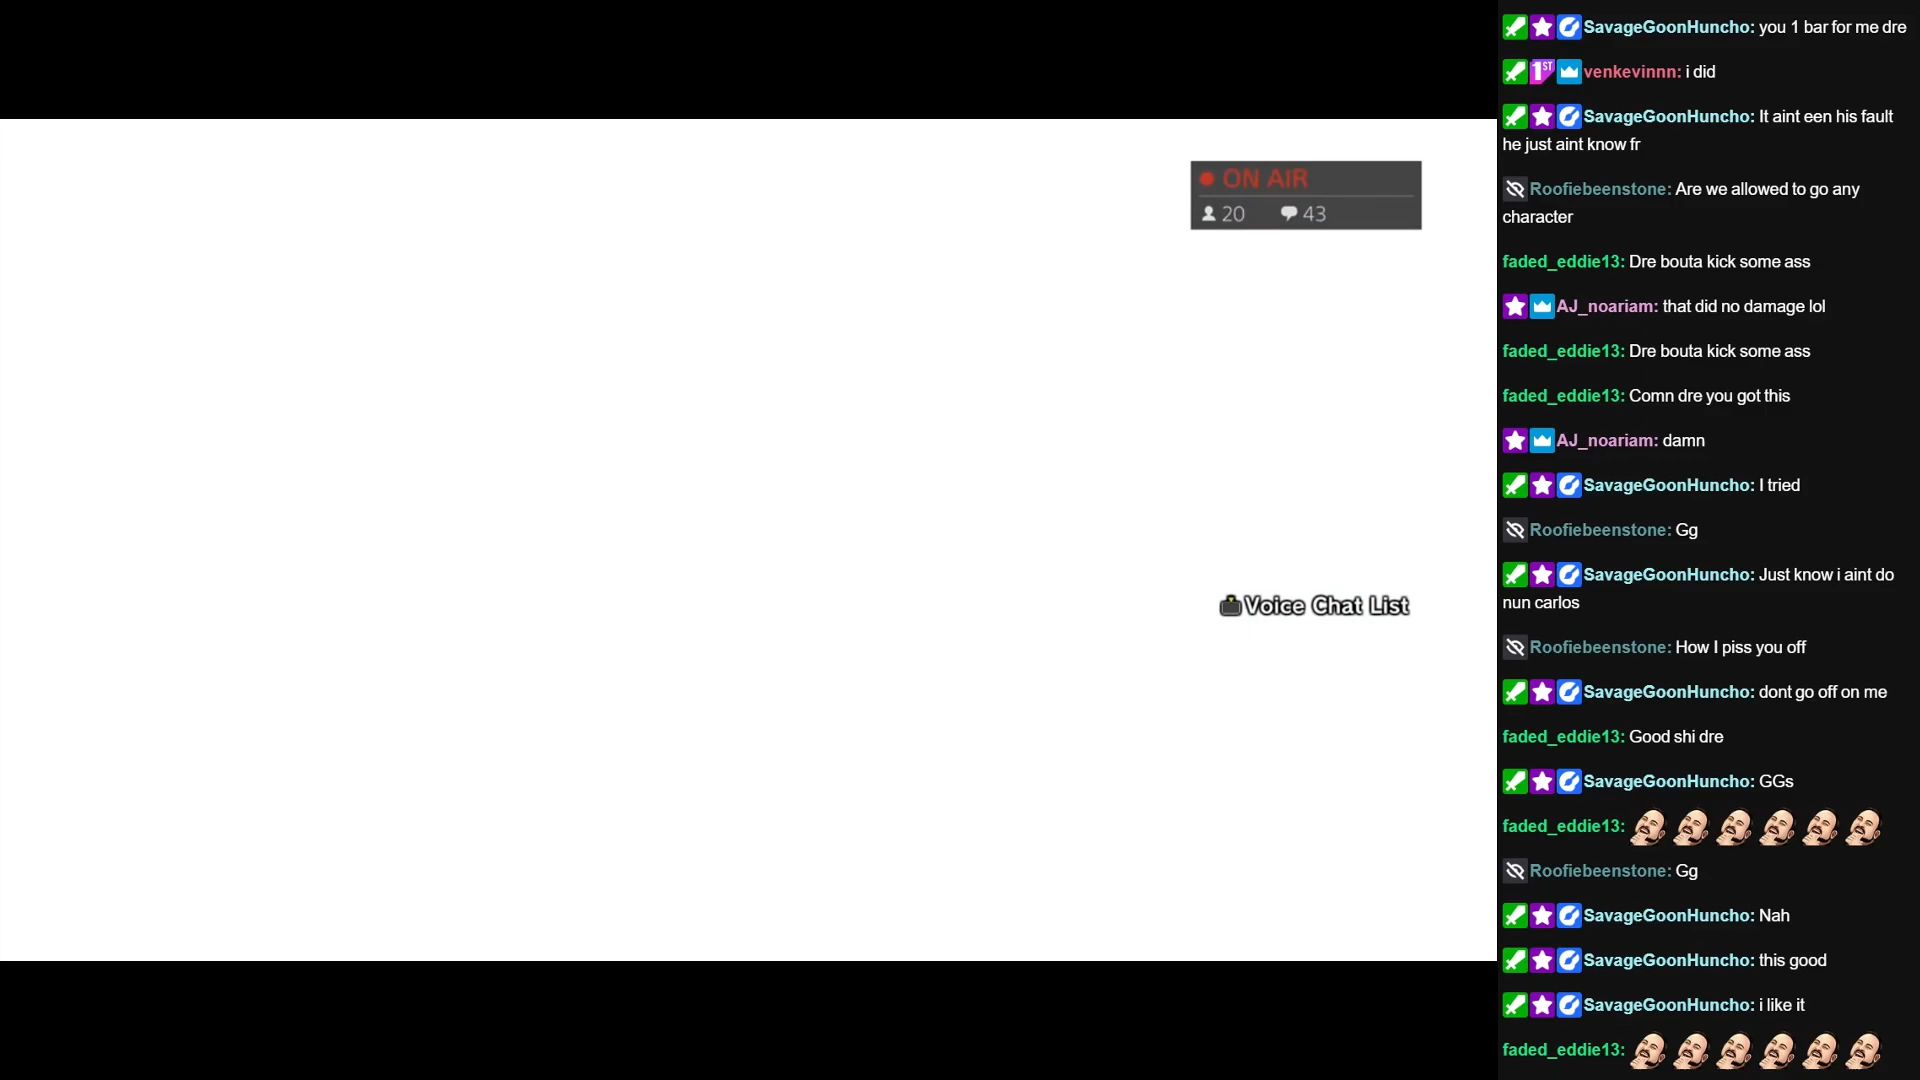 ON AIR
20 43
Voice Chat List
SavageGoonHuncho: you 1 bar for me dre
1ST venkevinnn: i did
SavageGoonHuncho: It aint een his fault
he just aint know fr
Roofiebeenstone: Are we allowed to go any
character
faded_eddie13: Dre bouta kick some ass
AJ_noariam: that did no damage lol
faded_eddie13: Dre bouta kick some ass
faded_eddie13: Comn dre you got this
AJ_noariam: damn
SavageGoonHuncho: I tried
Roofiebeenstone: Gg
SavageGoonHuncho: Just know i aint do
nun carlos
Roofiebeenstone: How I piss you off
SavageGoonHuncho: dont go off on me
faded_eddie13: Good shi dre
SavageGoonHuncho: GGs
faded_eddie13:
Roofiebeenstone: Gg
SavageGoonHuncho: Nah
SavageGoonHuncho: this good
SavageGoonHuncho: i like it
faded_eddie13: